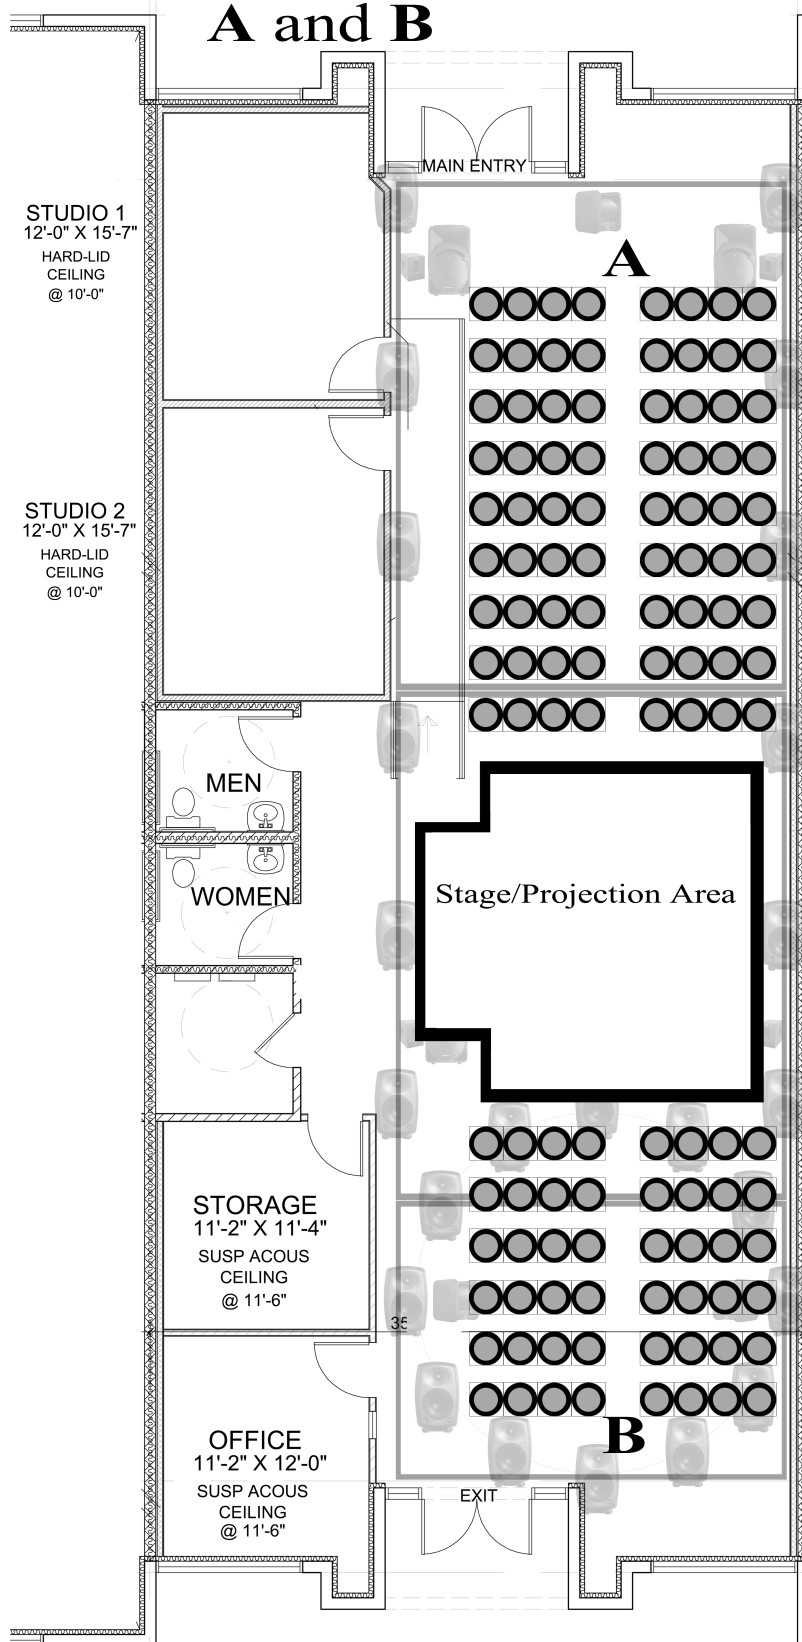 A and B
MAIN ENTRY
STUDIO 1
12'-0" X 15'-7"
HARD-LID
CEILING
@ 10'-0"
A
STUDIO 2
12'-0" X 15'-7"
HARD-LID
CEILING
@ 10'-0"
MEN
WOMEN
Stage/Projection Area
STORAGE
11'-2" X 11'-4"
SUSP ACOUS
CEILING
@ 11'-6"
35
OFFICE
11'-2" X 12'-0"
SUSP ACOUS
CEILING
@ 11'-6"
B
EXIT